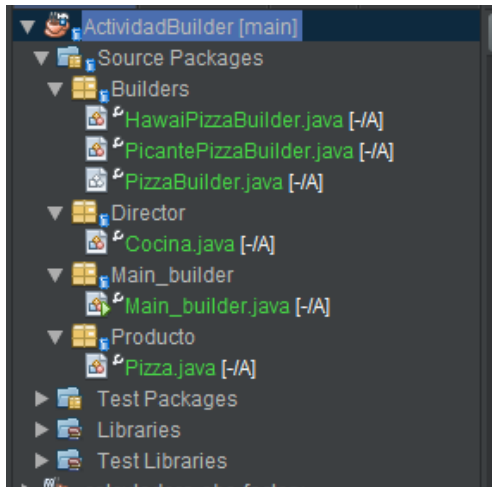 ActividadBuilder [main]
Source Packages
Builders
HawaiPizzaBuilder.java [-/A]
PicantePizzaBuilder.java [-/A]
PizzaBuilder.java [-/A]
Director
Cocina.java [-/A]
Main_builder
Main_builder.java [-/A]
Producto
Pizza.java [-/A]
Test Packages
Libraries
Test Libraries